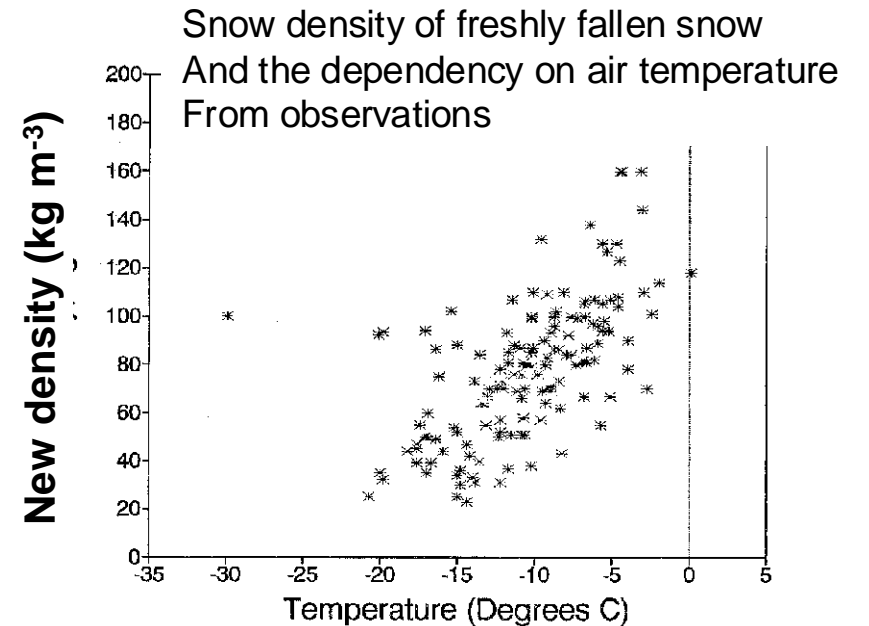 Snow density of freshly fallen snow
And the dependency on air temperature
From observations
New density (kg m-3)
200
180
160
140
120
100
80
60
40
20
0
-35 -30 -25 -20 -15 -10 -5 0 5
Temperature (Degrees C)